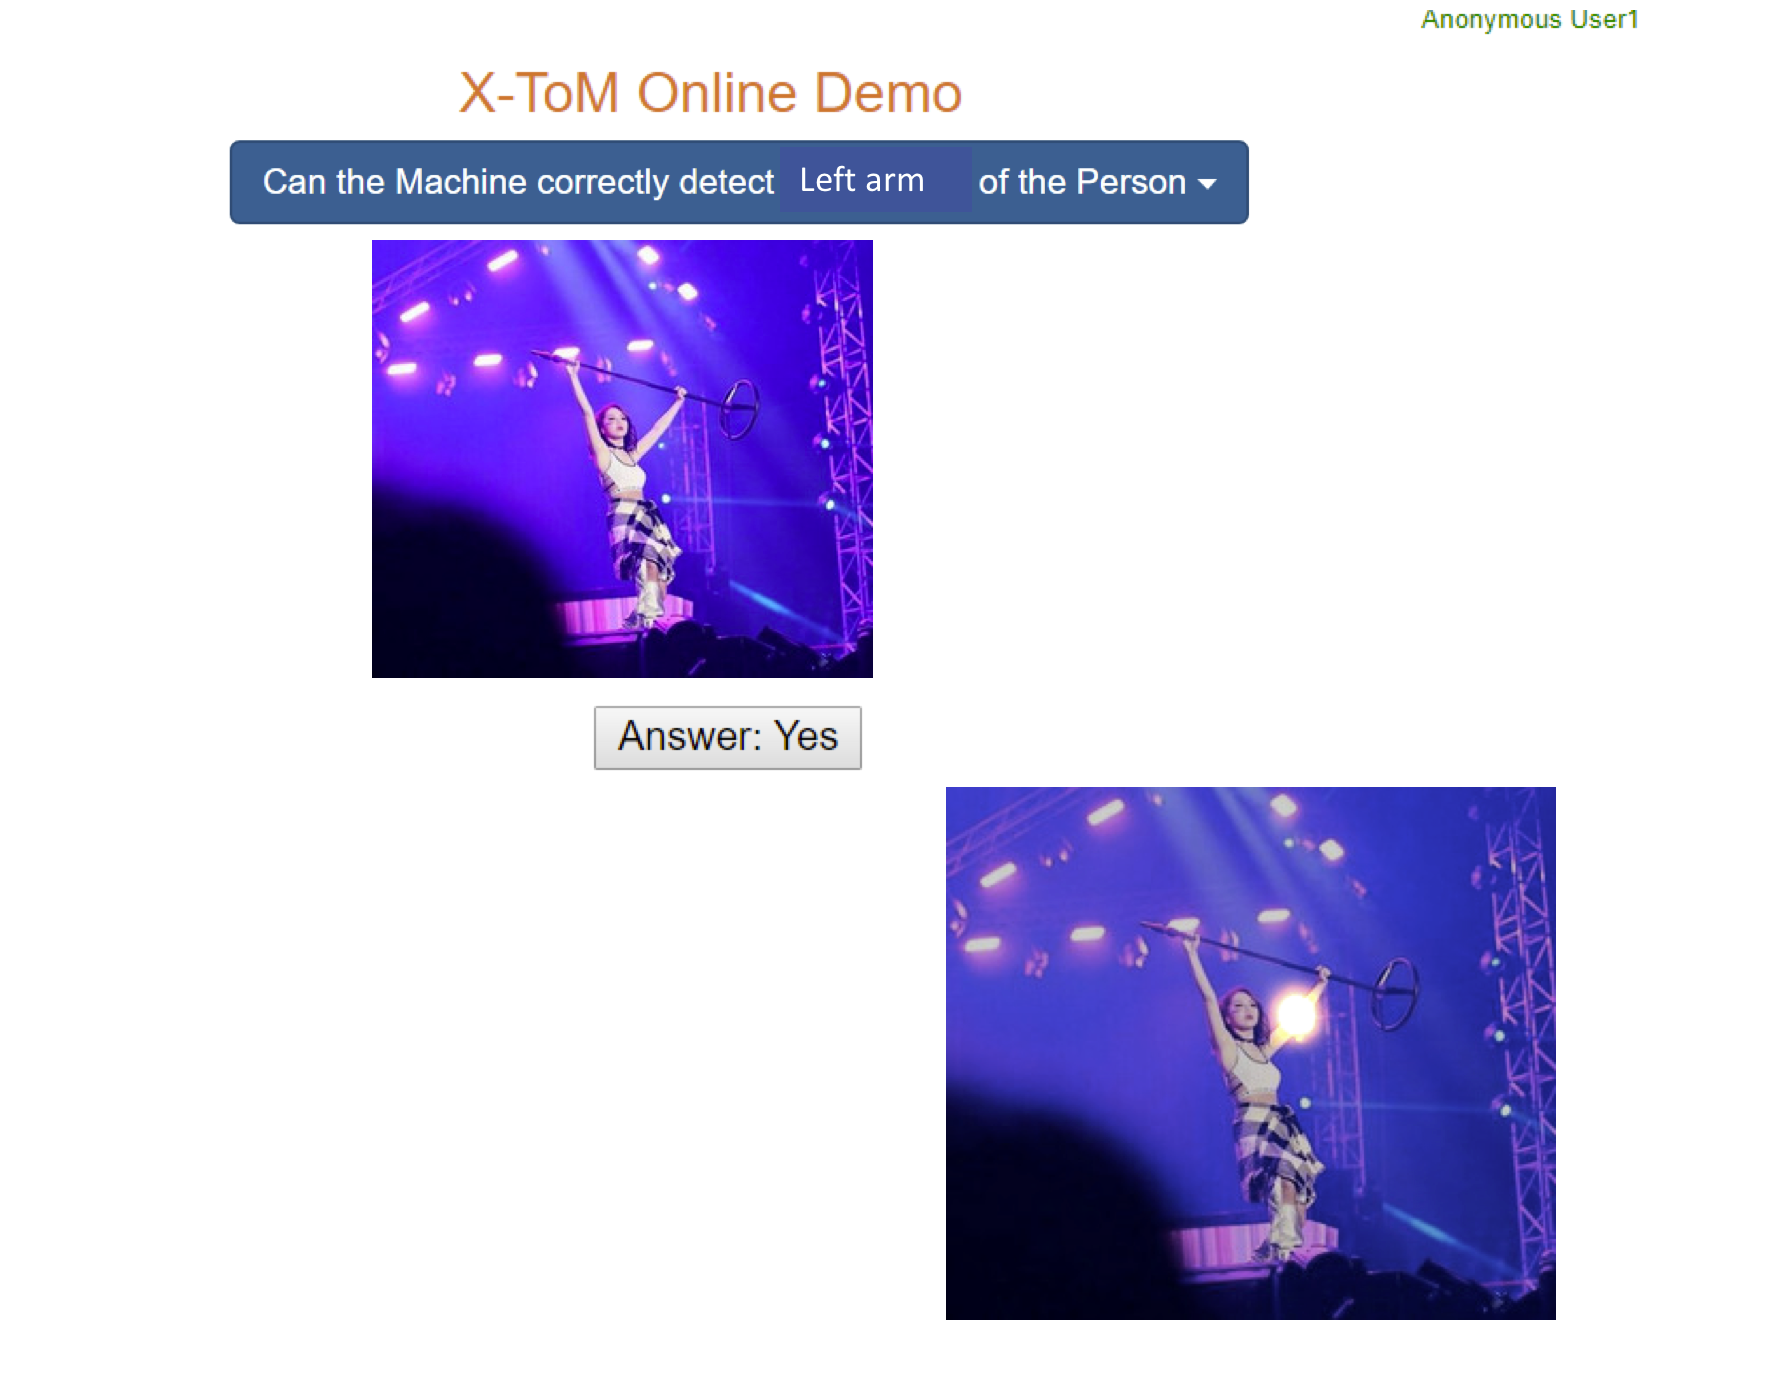 Anonymous User1
X-ToM Online Demo
Can the Machine correctly detect Left arm of the Person
Answer: Yes